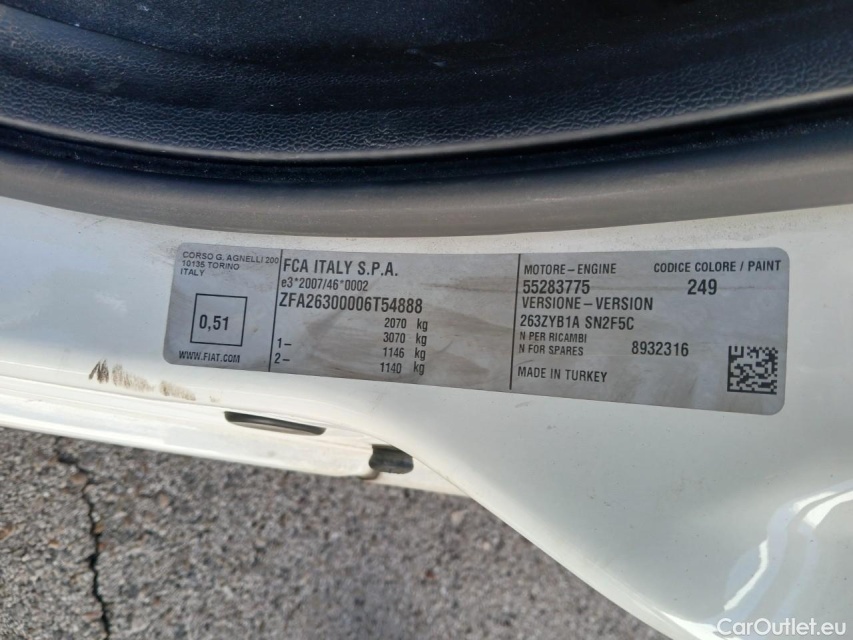 CORSO G. AGNELLI 200
10135 TORINO
ITALY
0,51
WWW.FIAT.COM
FCA ITALY S.P.A.
e3*2007/46*0002
ZFA26300006T54888
2070 kg
3070 kg
1- 1146 kg
2- 1140 kg
MOTORE - ENGINE
55283775
VERSIONE - VERSION
263ZYB1A SN2F5C
N PER RICAMBI
N FOR SPARES 8932316
MADE IN TURKEY
CODICE COLORE / PAINT
249
CarOutlet.eu